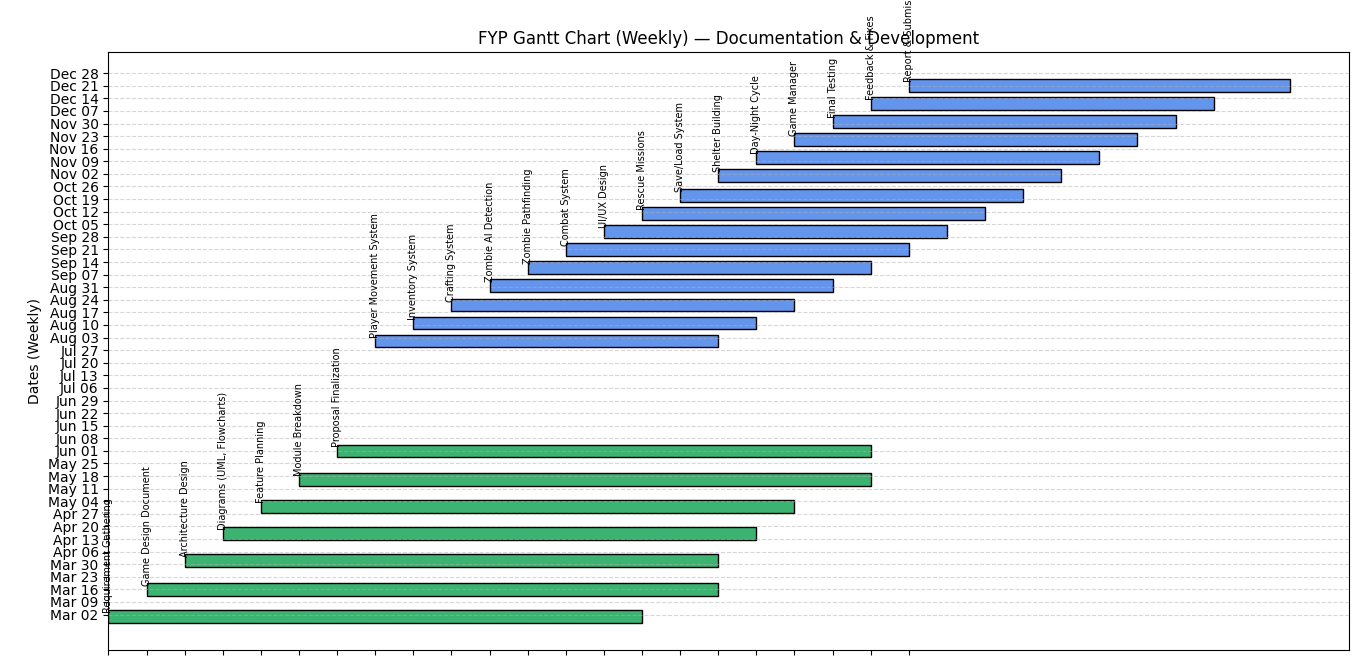 FYP Gantt Chart (Weekly) — Documentation & Development
Dates (Weekly)
Dec 28
Dec 21
Dec 14
Dec 07
Nov 30
Nov 23
Nov 16
Nov 09
Nov 02
Oct 26
Oct 19
Oct 12
Oct 05
Sep 28
Sep 21
Sep 14
Sep 07
Aug 31
Aug 24
Aug 17
Aug 10
Aug 03
Jul 27
Jul 20
Jul 13
Jul 06
Jun 29
Jun 22
Jun 15
Jun 08
Jun 01
May 25
May 18
May 11
May 04
Apr 27
Apr 20
Apr 13
Apr 06
Mar 30
Mar 23
Mar 16
Mar 09
Mar 02
Requirement Gathering
Game Design Document
Architecture Design
Diagrams (UML, Flowcharts)
Feature Planning
Module Breakdown
Proposal Finalization
Player Movement System
Inventory System
Crafting System
Zombie AI Detection
Zombie Pathfinding
Combat System
UI/UX Design
Rescue Missions
Save/Load System
Shelter Building
Day-Night Cycle
Game Manager
Final Testing
Feedback & Fixes
Report & Submis